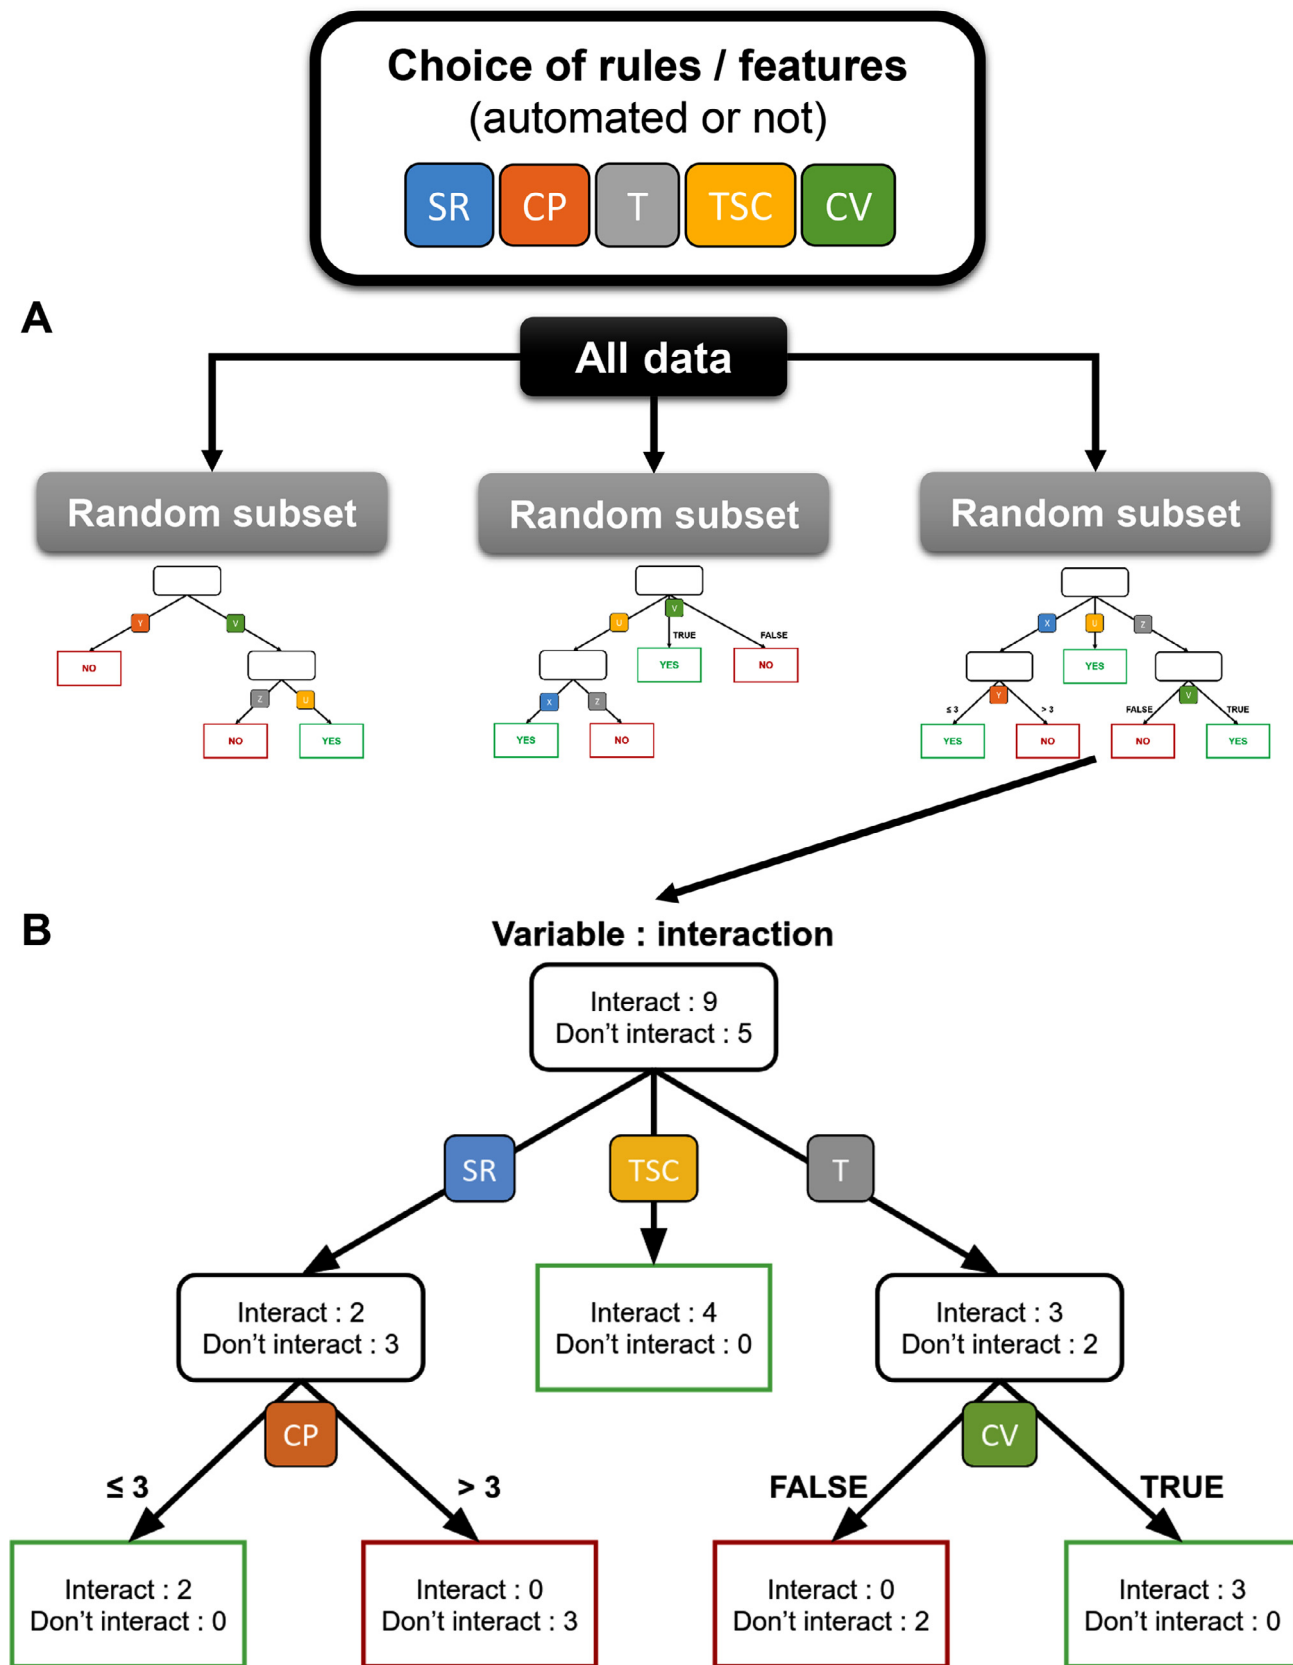 Choice of rules / features
(automated or not)
SR CP T TSC CV
A
All data
Random subset Random subset Random subset
Y V
NO
Z U
NO YES
U V
TRUE FALSE
YES NO
X Z
YES NO
X U Z
YES
Y V
≤ 3 > 3 FALSE TRUE
YES NO NO YES
B
Variable : interaction
Interact : 9
Don’t interact : 5
SR TSC T
Interact : 2
Don’t interact : 3
Interact : 4
Don’t interact : 0
Interact : 3
Don’t interact : 2
CP CV
≤ 3 > 3 FALSE TRUE
Interact : 2
Don’t interact : 0
Interact : 0
Don’t interact : 3
Interact : 0
Don’t interact : 2
Interact : 3
Don’t interact : 0